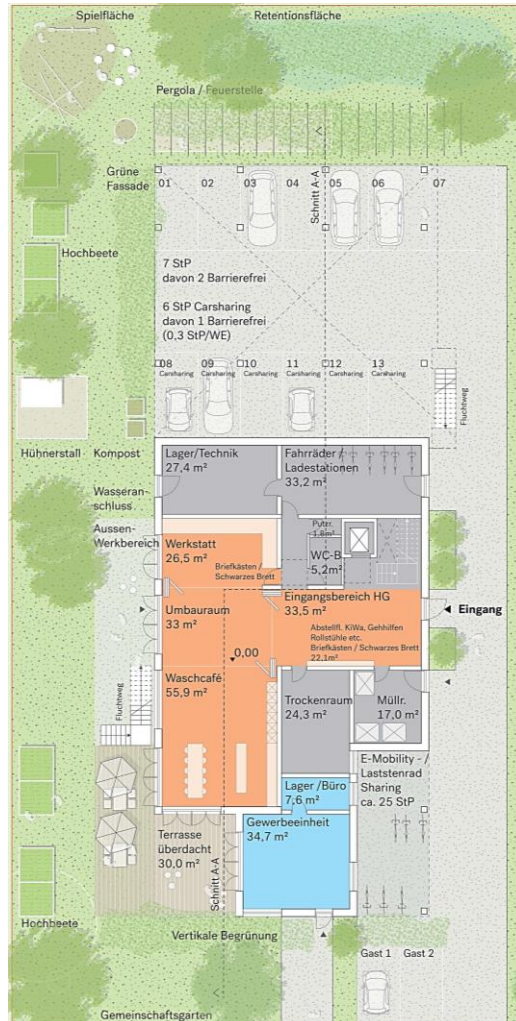 Spielfläche
Retentionsfläche
Pergola / Feuerstelle
Grüne
Fassade
01 02 03 04 05 06 07
Schnitt A-A
Hochbeete
7 StP
davon 2 Barrierefrei
6 StP Carsharing
davon 1 Barrierefrei
(0,3 StP/WE)
08 09 10 11 12 13
Carsharing Carsharing Carsharing Carsharing Carsharing Carsharing
Fluchtweg
Hühnerstall Kompost
Lager/Technik
27,4 m²
Fahrräder /
Ladestationen
33,2 m²
Wasseran-
schluss
Aussen-
Werkbereich
Werkstatt
26,5 m²
Briefkästen /
Schwarzes Brett
Putzr.
1,8m²
WC-B
5,2m²
Umbauraum
33 m²
Eingangsbereich HG
33,5 m²
Eingang
Abstellfl. KiWa, Gehhilfen
Rollstühle etc.
Briefkästen / Schwarzes Brett
22,1m²
0,00
Waschcafé
55,9 m²
Fluchtweg
Trockenraum
24,3 m²
Müllr.
17,0 m²
E-Mobility - /
Laststenrad
Sharing
ca. 25 StP
Lager /Büro
7,6 m²
Gewerbeeinheit
34,7 m²
Terrasse
überdacht
30,0 m²
Schnitt A-A
Hochbeete
Vertikale Begrünung
Gast 1 Gast 2
Gemeinschaftsgärten